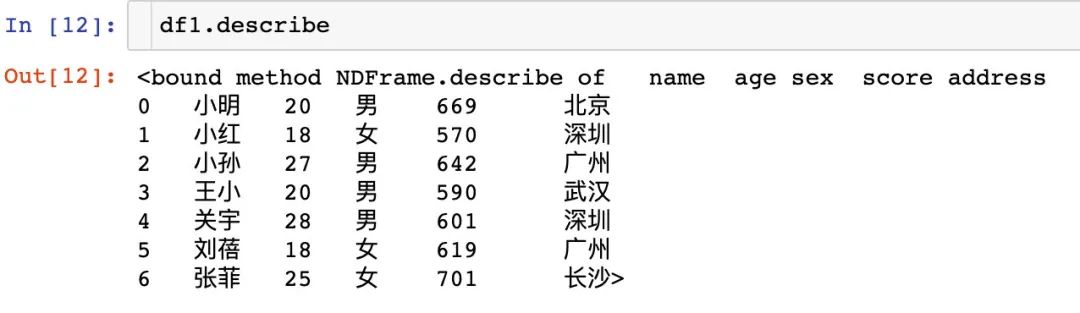 In [12]: df1.describe
Out[12]: <bound method NDFrame.describe of   name  age sex  score address
0   小明   20   男   669   北京
1   小红   18   女   570   深圳
2   小孙   27   男   642   广州
3   王小   20   男   590   武汉
4   关宇   28   男   601   深圳
5   刘蓓   18   女   619   广州
6   张菲   25   女   701   长沙>